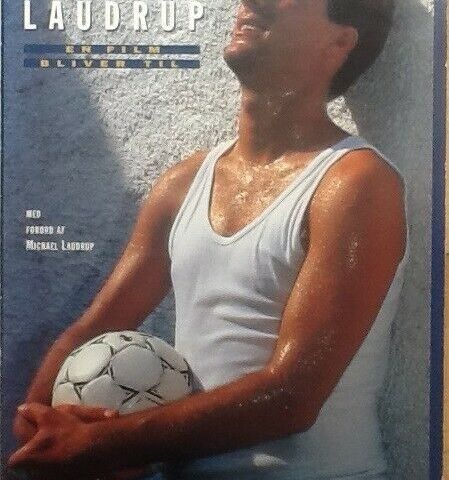 LAUDRUP
EN FILM
BLIVER TIL
MED
FORORD AF
MICHAEL LAUDRUP